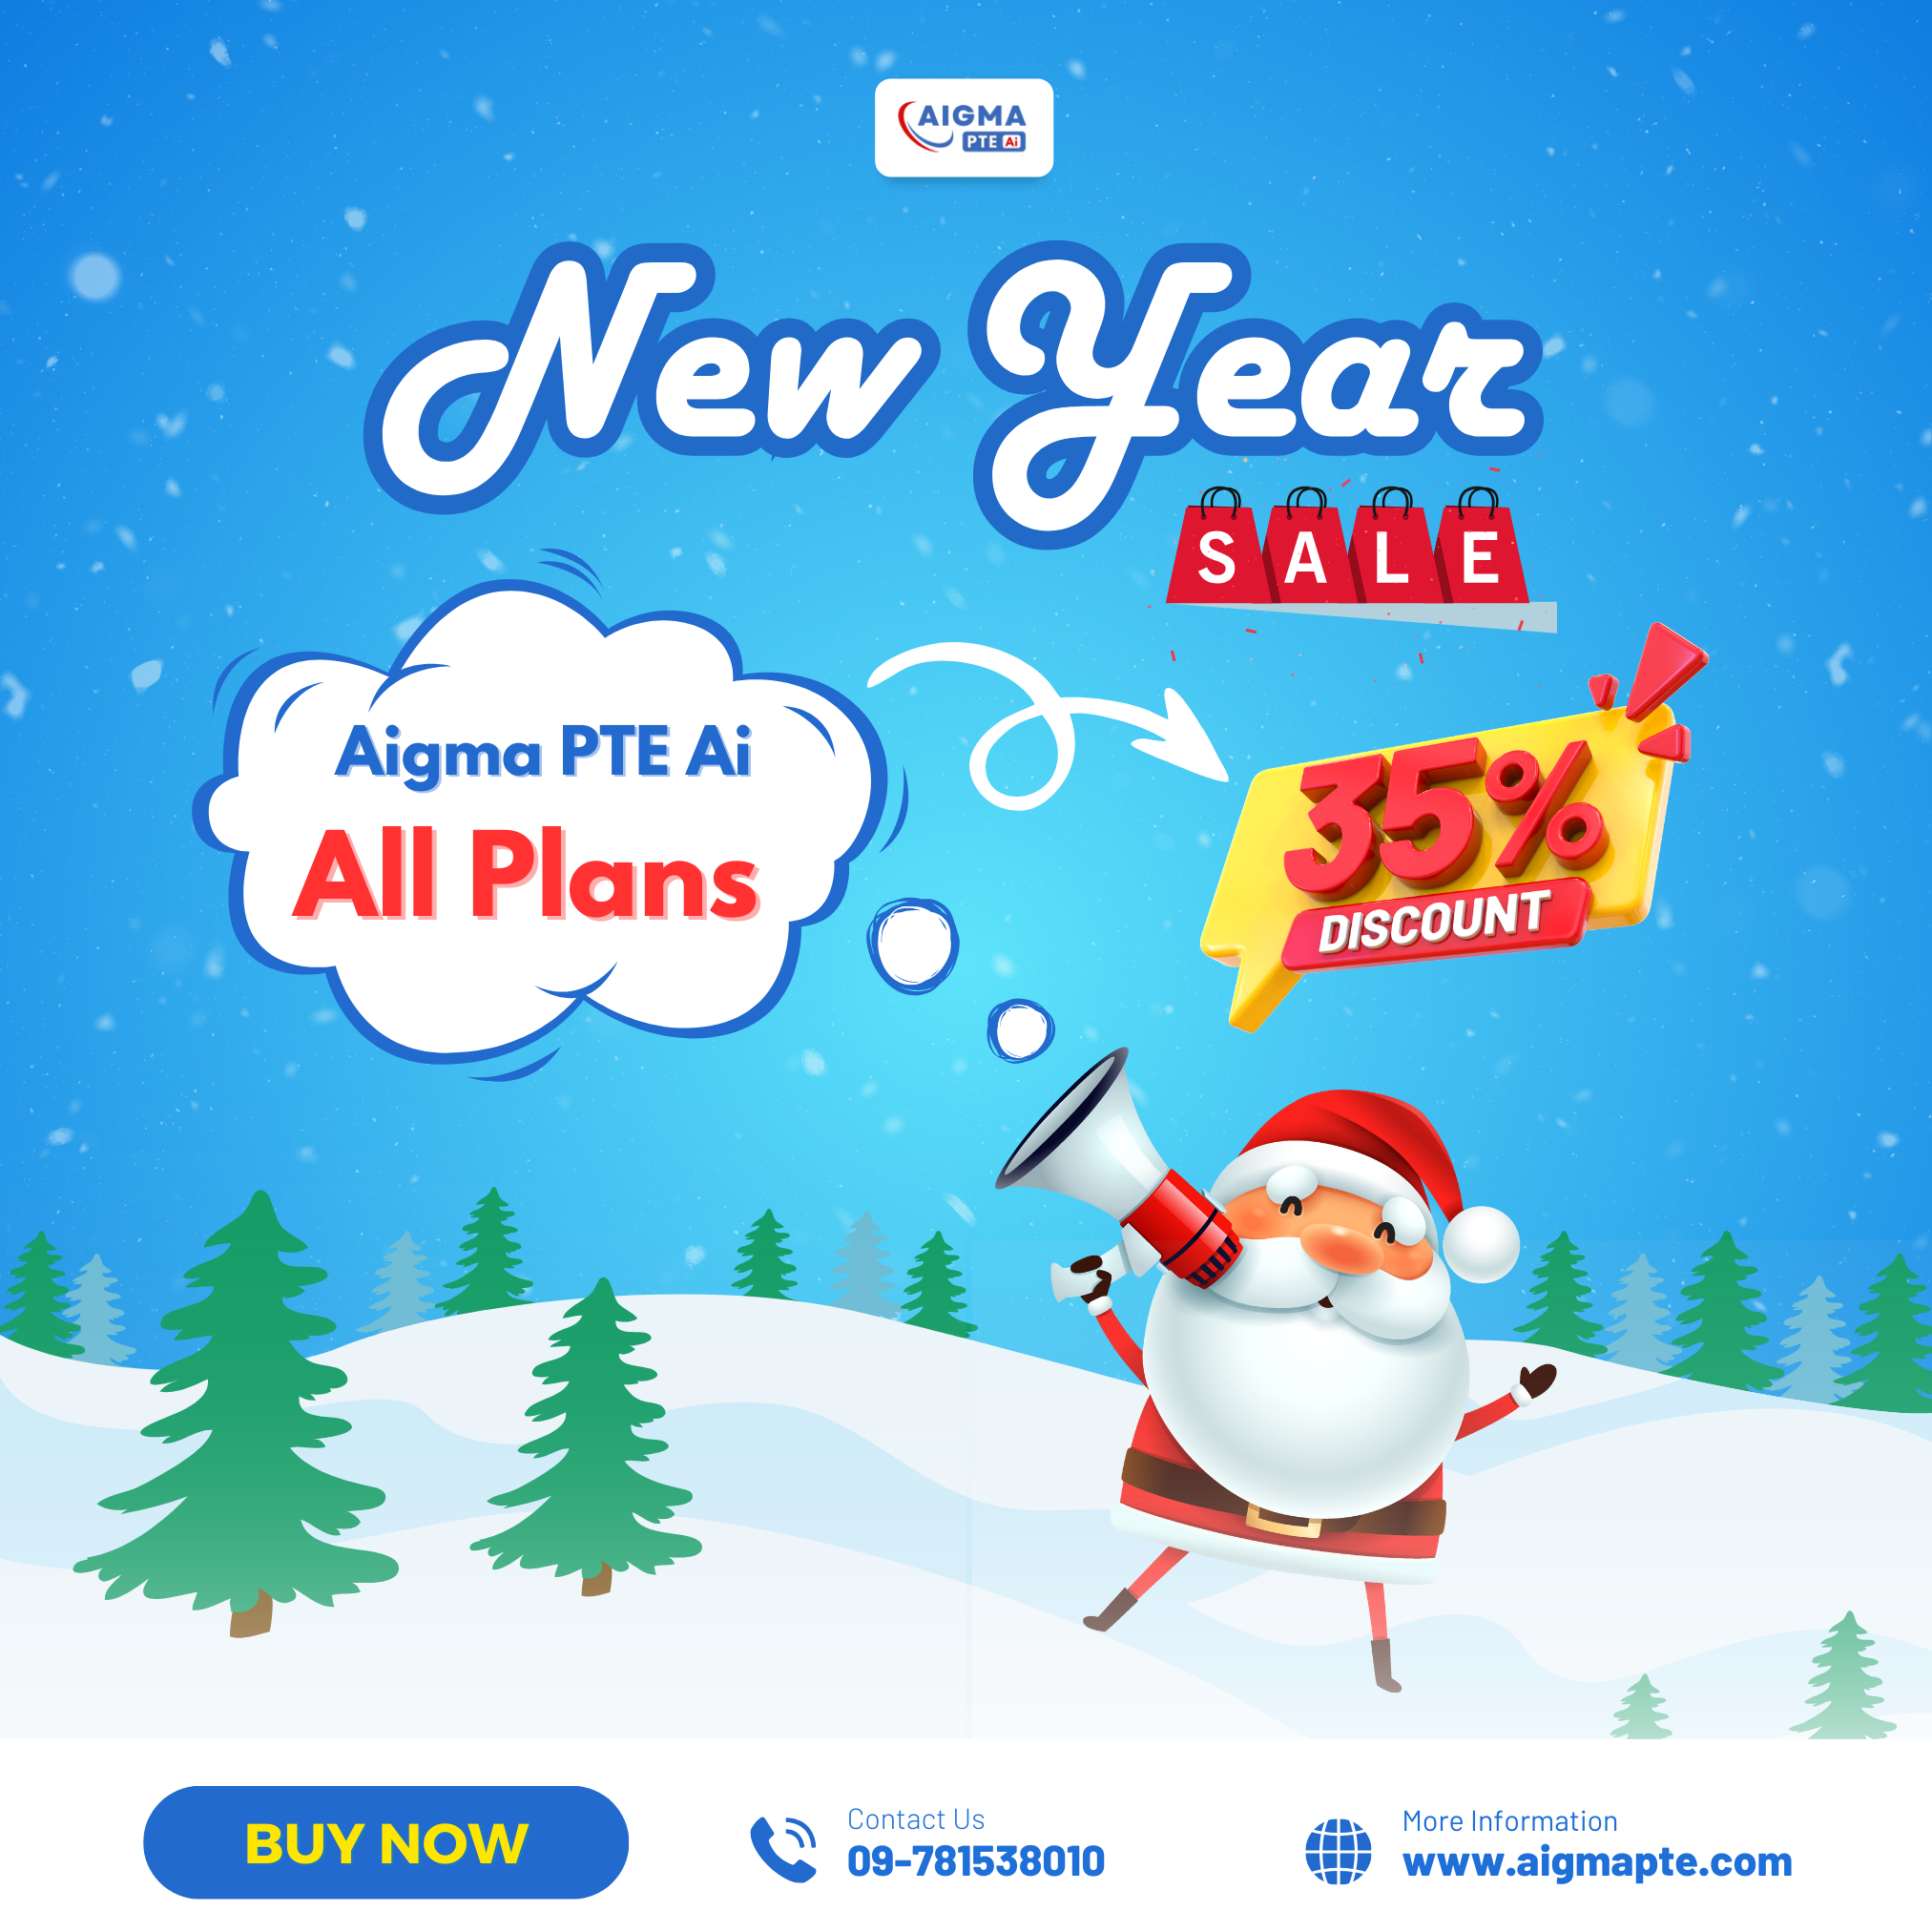 AIGMA
PTE Ai
New Year
SALE
Aigma PTE Ai
All Plans
35%
DISCOUNT
BUY NOW
Contact Us
09-781538010
More Information
www.aigmapte.com